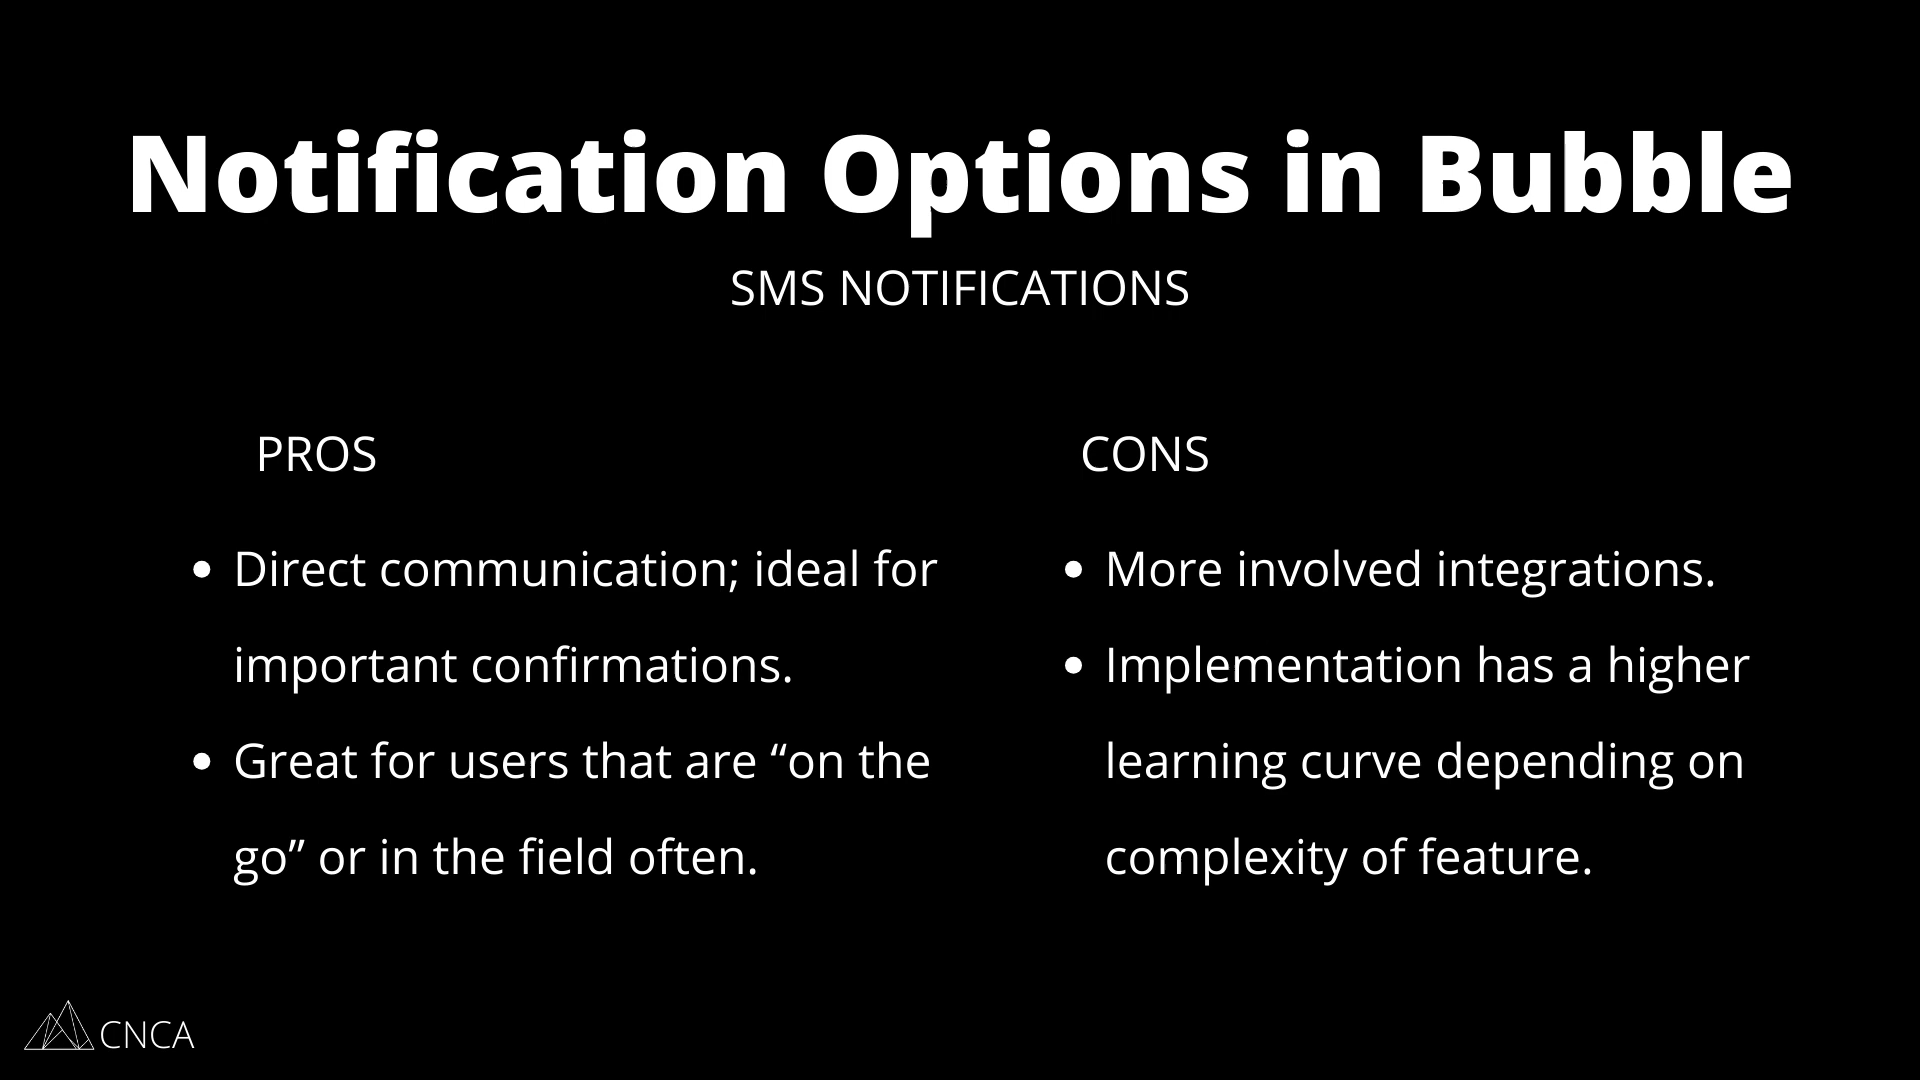 Notification Options in Bubble
SMS NOTIFICATIONS
PROS
• Direct communication; ideal for
important confirmations.
• Great for users that are “on the
go” or in the field often.
CONS
• More involved integrations.
• Implementation has a higher
learning curve depending on
complexity of feature.
CNCA